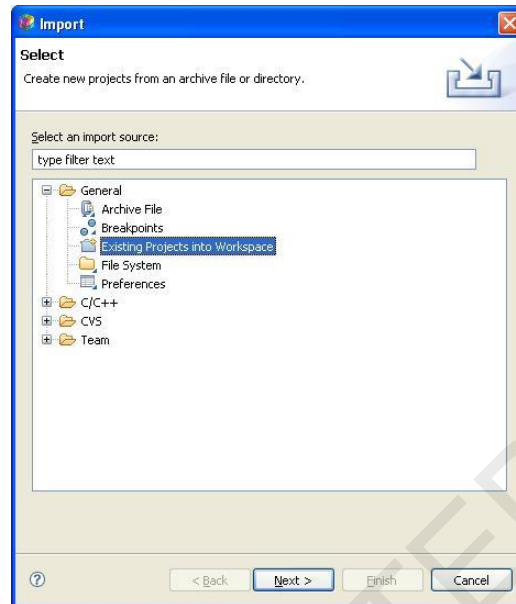 Import
Select
Create new projects from an archive file or directory.
Select an import source:
type filter text
General
Archive File
Breakpoints
Existing Projects into Workspace
File System
Preferences
C/C++
CVS
Team
< Back Next > Finish Cancel